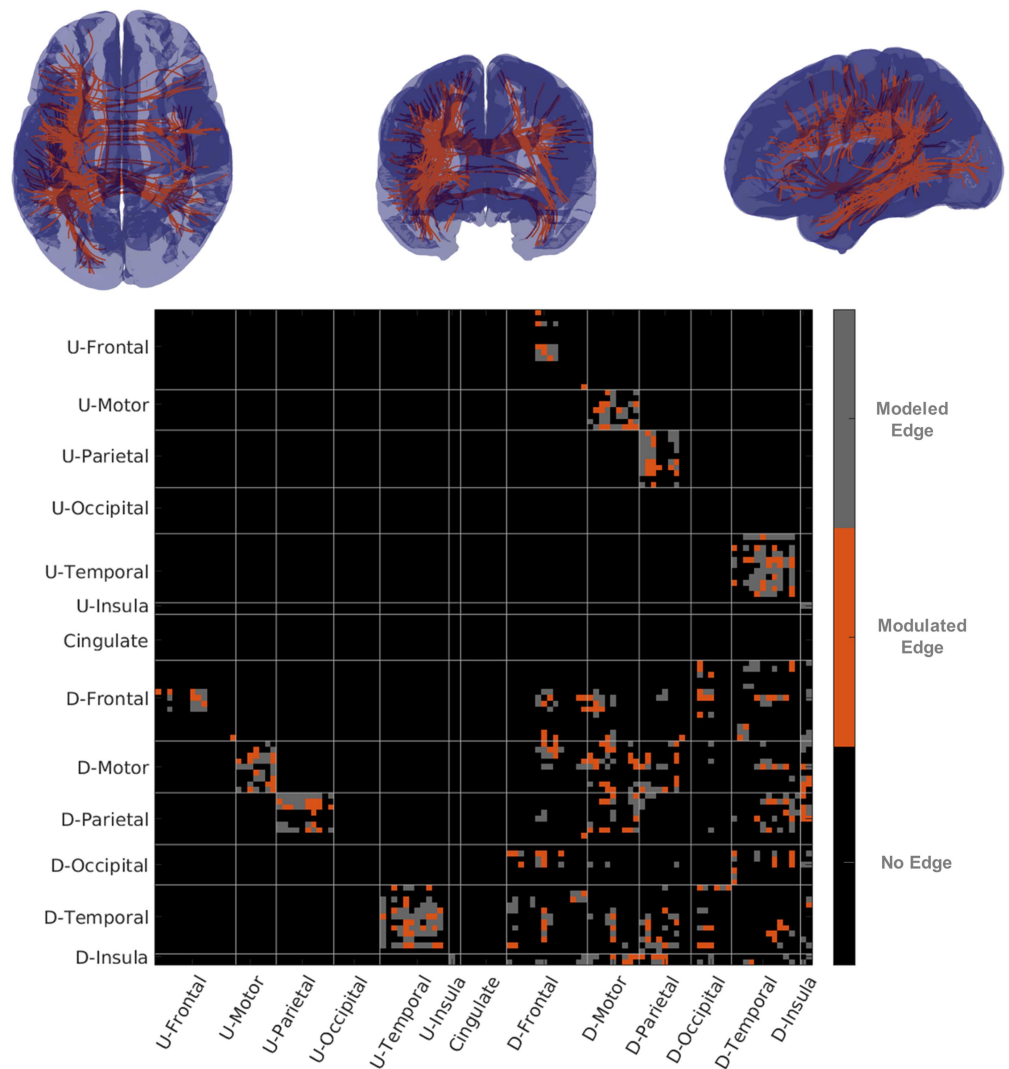 U-Frontal
U-Motor
U-Parietal
U-Occipital
U-Temporal
U-Insula
Cingulate
D-Frontal
D-Motor
D-Parietal
D-Occipital
D-Temporal
D-Insula
Modeled
Edge
Modulated
Edge
No Edge
U-Frontal
U-Motor
U-Parietal
U-Occipital
U-Temporal
U-Insula
Cingulate
D-Frontal
D-Motor
D-Parietal
D-Occipital
D-Temporal
D-Insula